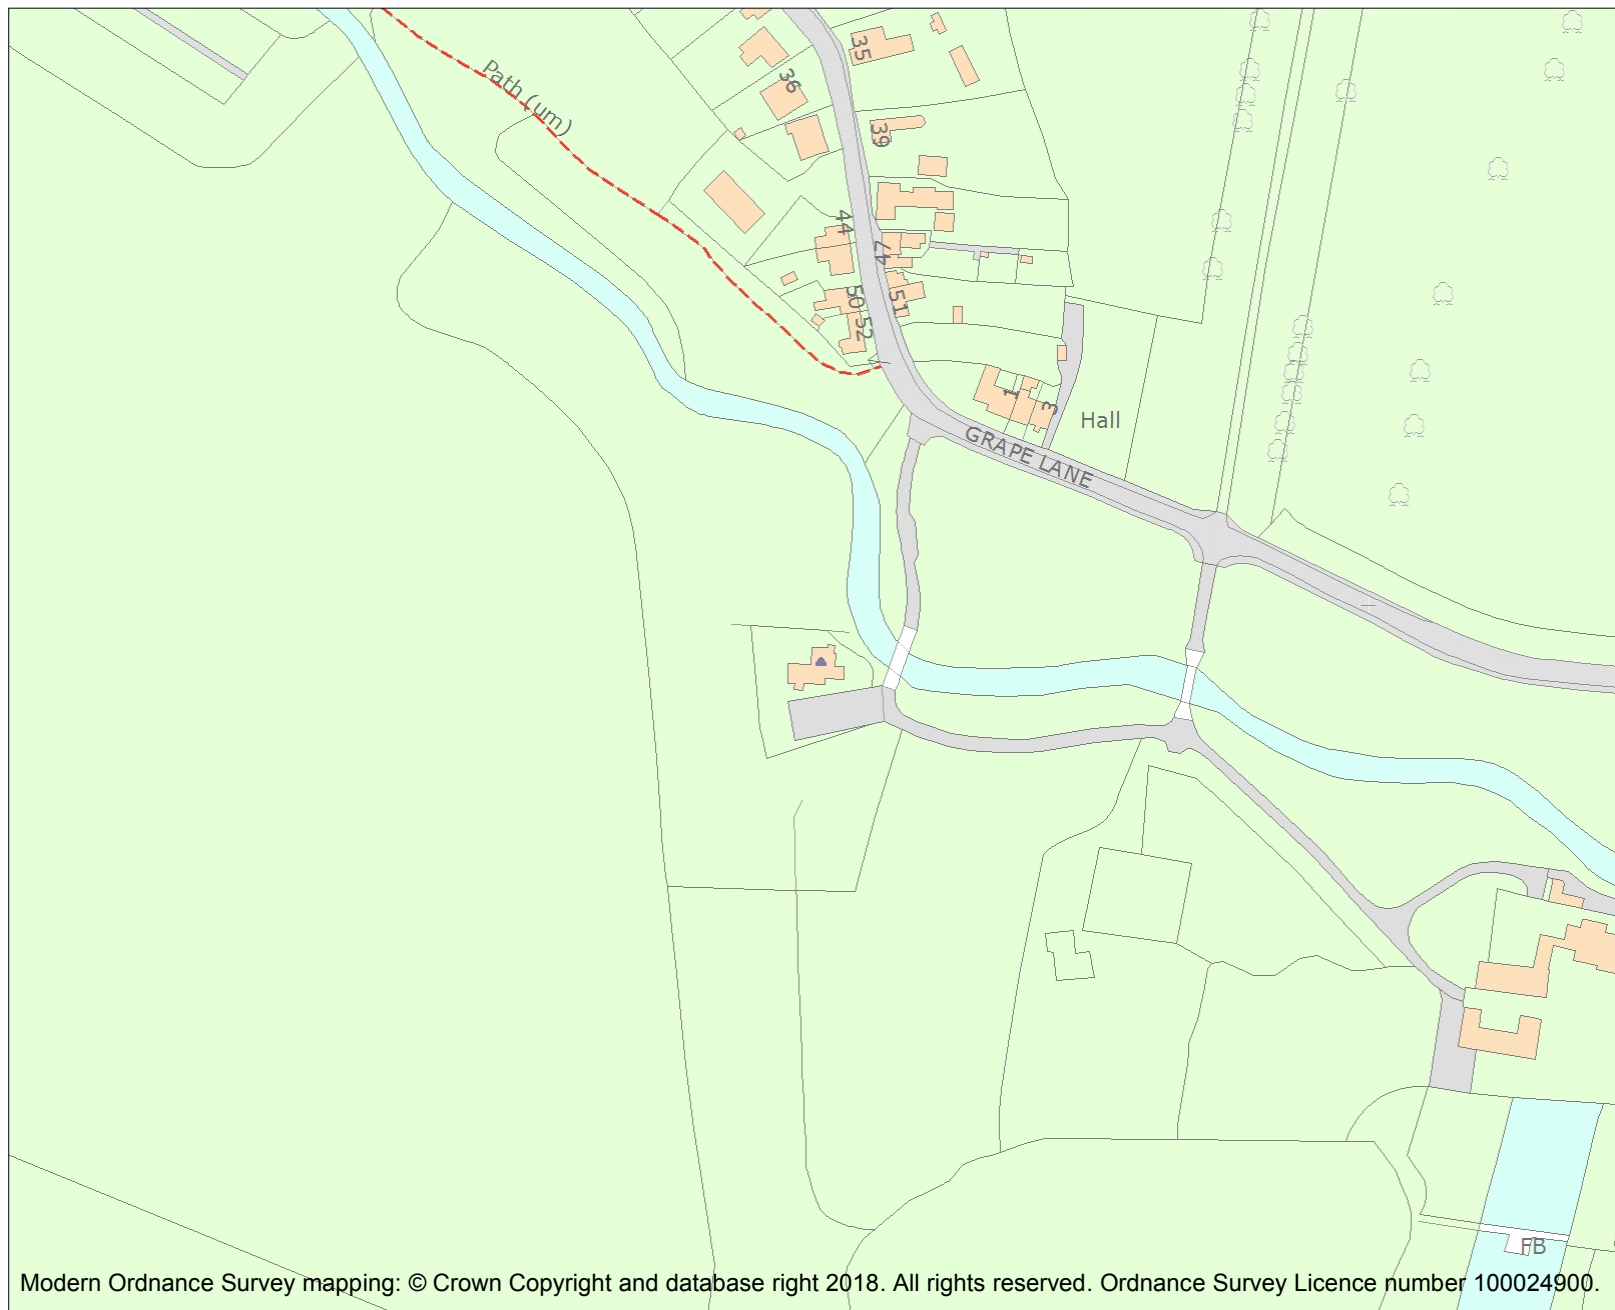 35
Path (um)
36
39
44
47
50
51
52
1
3
Hall
GRAPE LANE
FB
Modern Ordnance Survey mapping: © Crown Copyright and database right 2018. All rights reserved. Ordnance Survey Licence number 100024900.